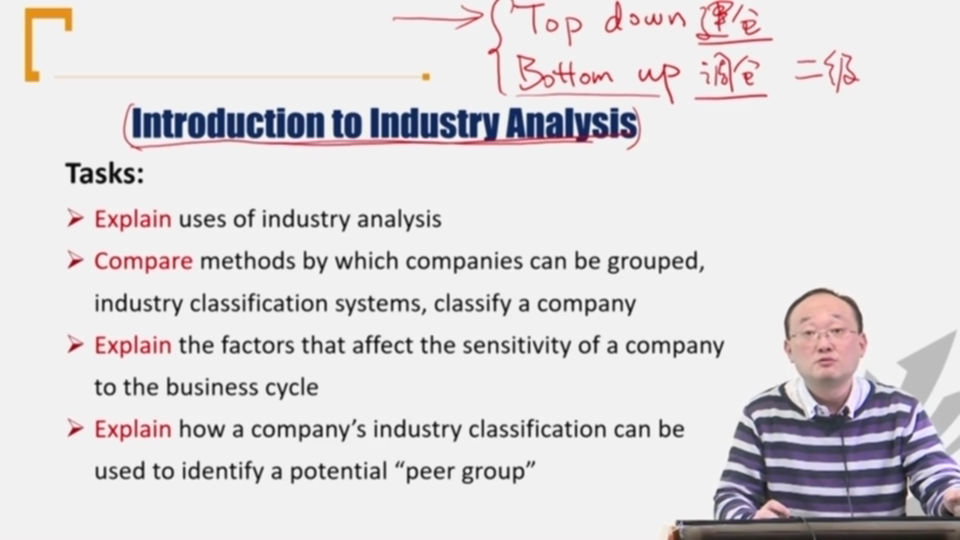 Top down 建仓
Bottom up 调仓 二级
Introduction to Industry Analysis
Tasks:
➤ Explain uses of industry analysis
➤ Compare methods by which companies can be grouped,
industry classification systems, classify a company
➤ Explain the factors that affect the sensitivity of a company
to the business cycle
➤ Explain how a company’s industry classification can be
used to identify a potential “peer group”